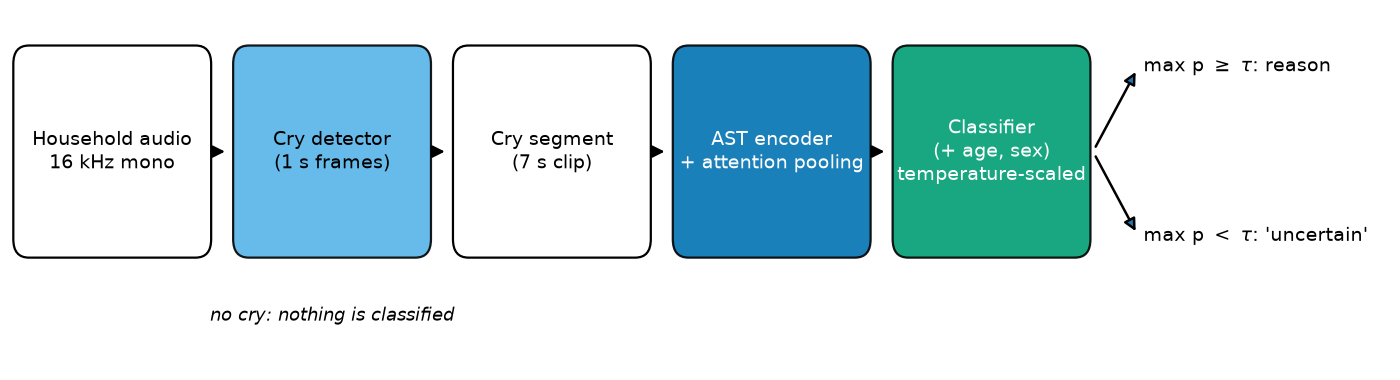 Household audio
16 kHz mono
Cry detector
(1 s frames)
Cry segment
(7 s clip)
AST encoder
+ attention pooling
Classifier
(+ age, sex)
temperature-scaled
max p ≥ τ: reason
max p < τ: 'uncertain'
no cry: nothing is classified